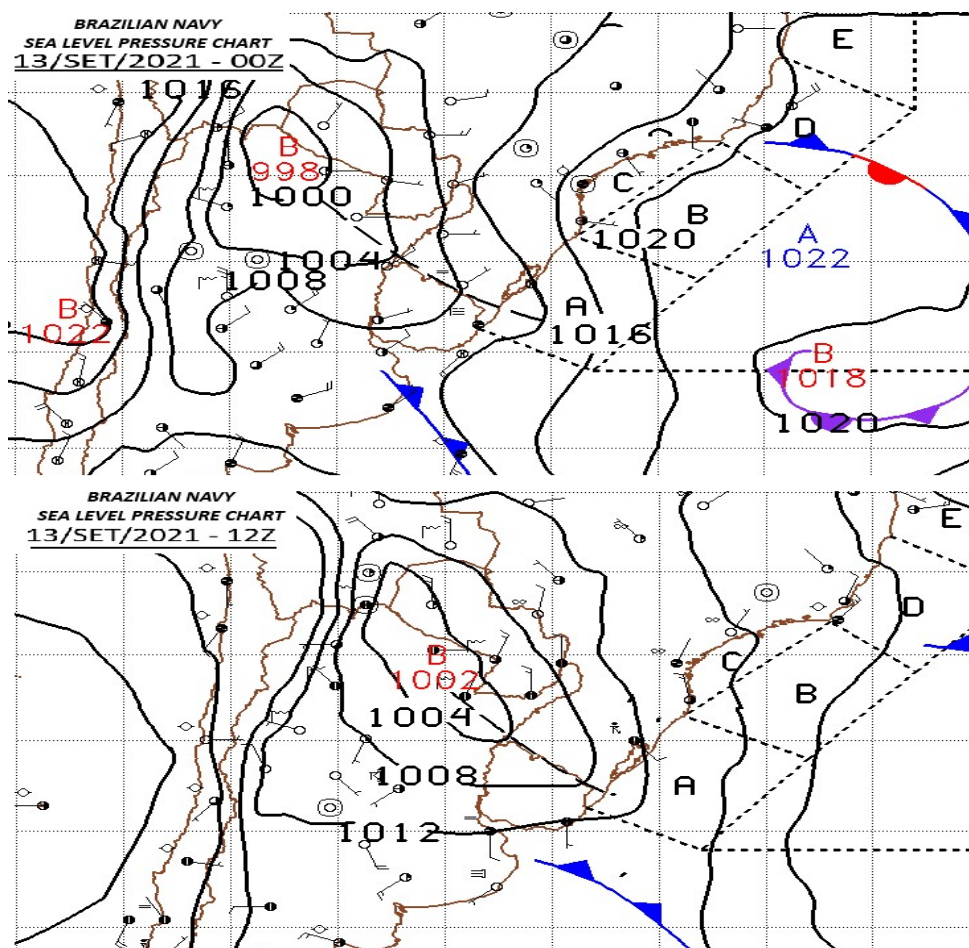 BRAZILIAN NAVY
SEA LEVEL PRESSURE CHART
13/SET/2021 - 00Z
E
1016
D
B
998
C
1000
B
1020
A
1022
1004
1008
B
1022
A
1016
B
1018
1020
BRAZILIAN NAVY
SEA LEVEL PRESSURE CHART
13/SET/2021 - 12Z
E
D
B
1002
C
B
1004
1008
A
1012